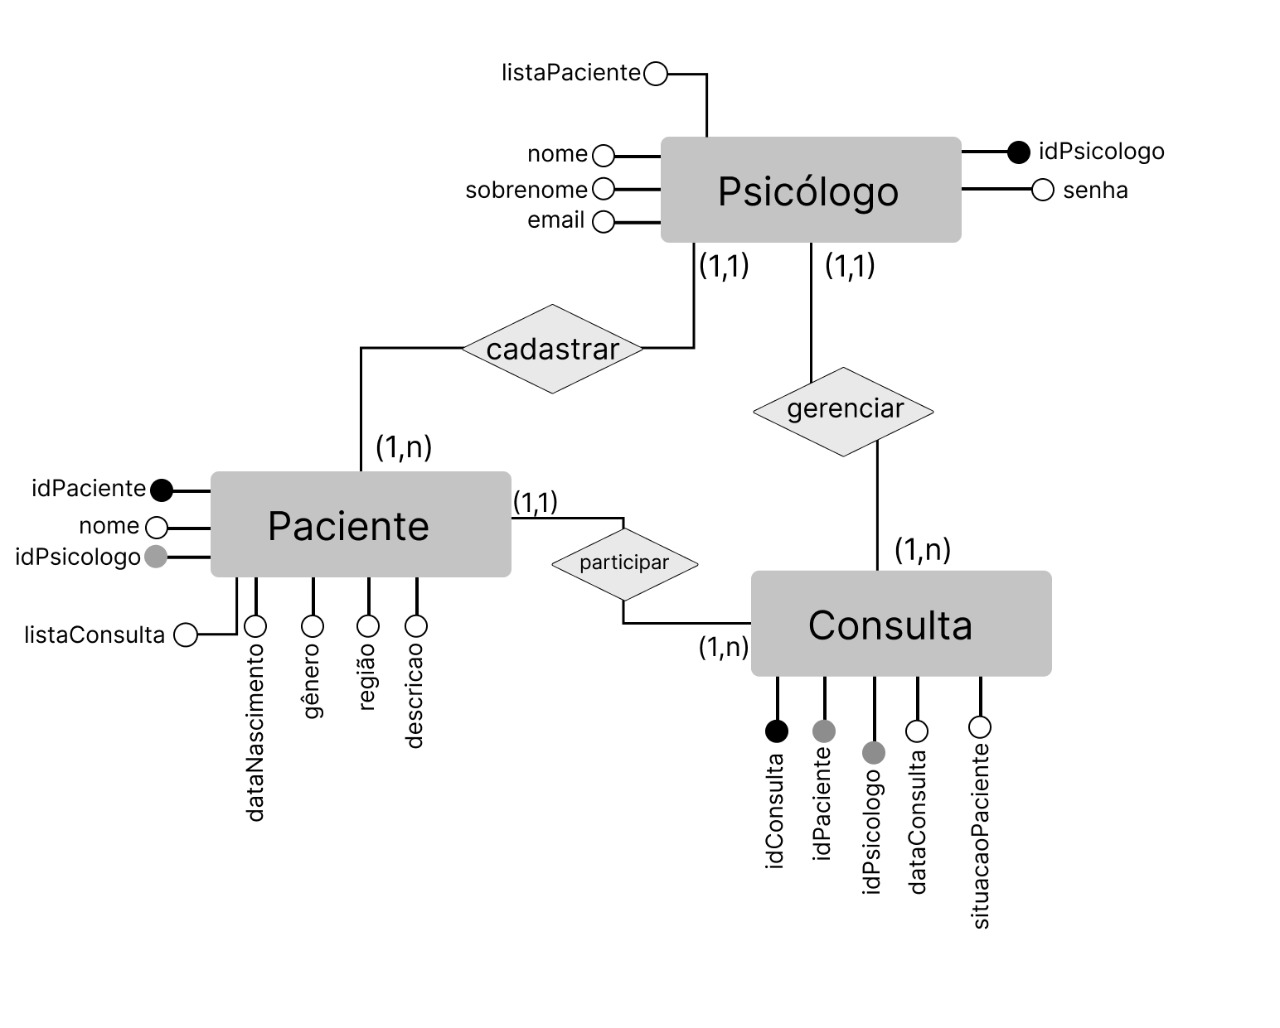 listaPaciente
nome
sobrenome
email
Psicólogo
idPsicologo
senha
(1,1)
(1,1)
cadastrar
gerenciar
(1,n)
idPaciente
nome
idPsicologo
Paciente
(1,1)
participar
(1,n)
listaConsulta
dataNascimento
gênero
região
descricao
Consulta
(1,n)
idConsulta
idPaciente
idPsicologo
dataConsulta
situacaoPaciente